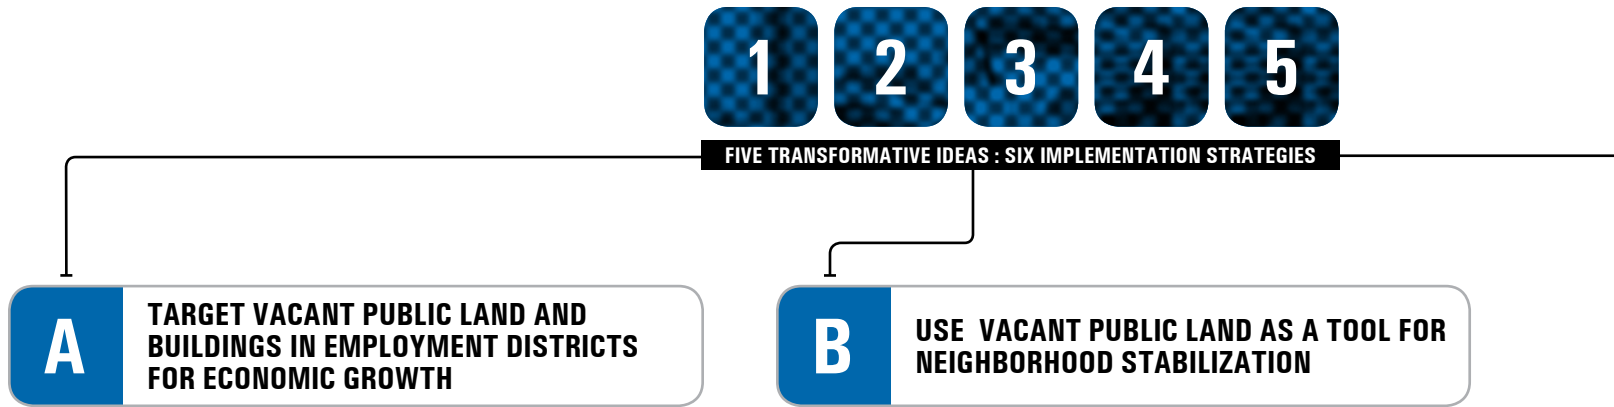 1 2 3 4 5
FIVE TRANSFORMATIVE IDEAS : SIX IMPLEMENTATION STRATEGIES
A
TARGET VACANT PUBLIC LAND AND
BUILDINGS IN EMPLOYMENT DISTRICTS
FOR ECONOMIC GROWTH
B
USE VACANT PUBLIC LAND AS A TOOL FOR
NEIGHBORHOOD STABILIZATION